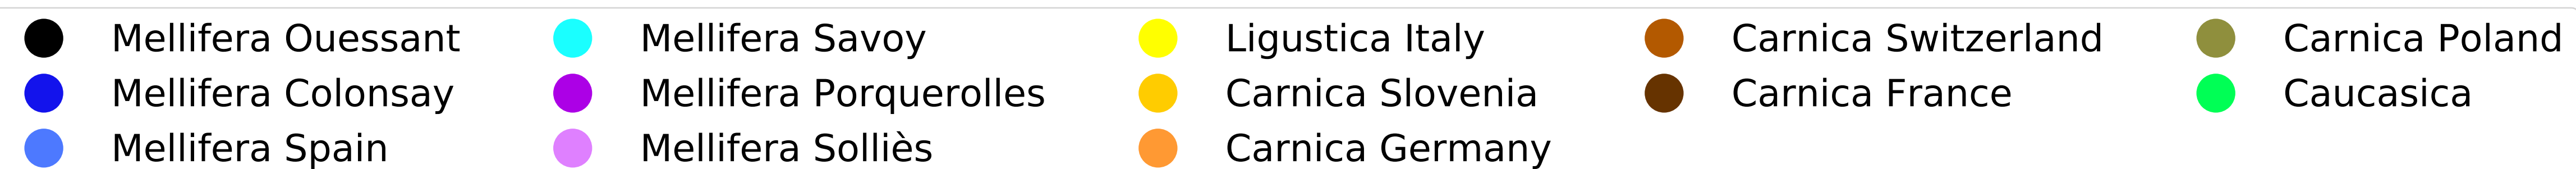 Mellifera Ouessant
Mellifera Colonsay
Mellifera Spain
Mellifera Savoy
Mellifera Porquerolles
Mellifera Solliès
Ligustica Italy
Carnica Slovenia
Carnica Germany
Carnica Switzerland
Carnica France
Carnica Poland
Caucasica